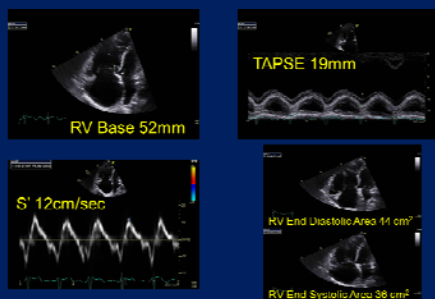 RV Base 52mm
TAPSE 19mm
S' 12cm/sec
RV End Diastolic Area 44 cm²
RV End Systolic Area 36 cm²